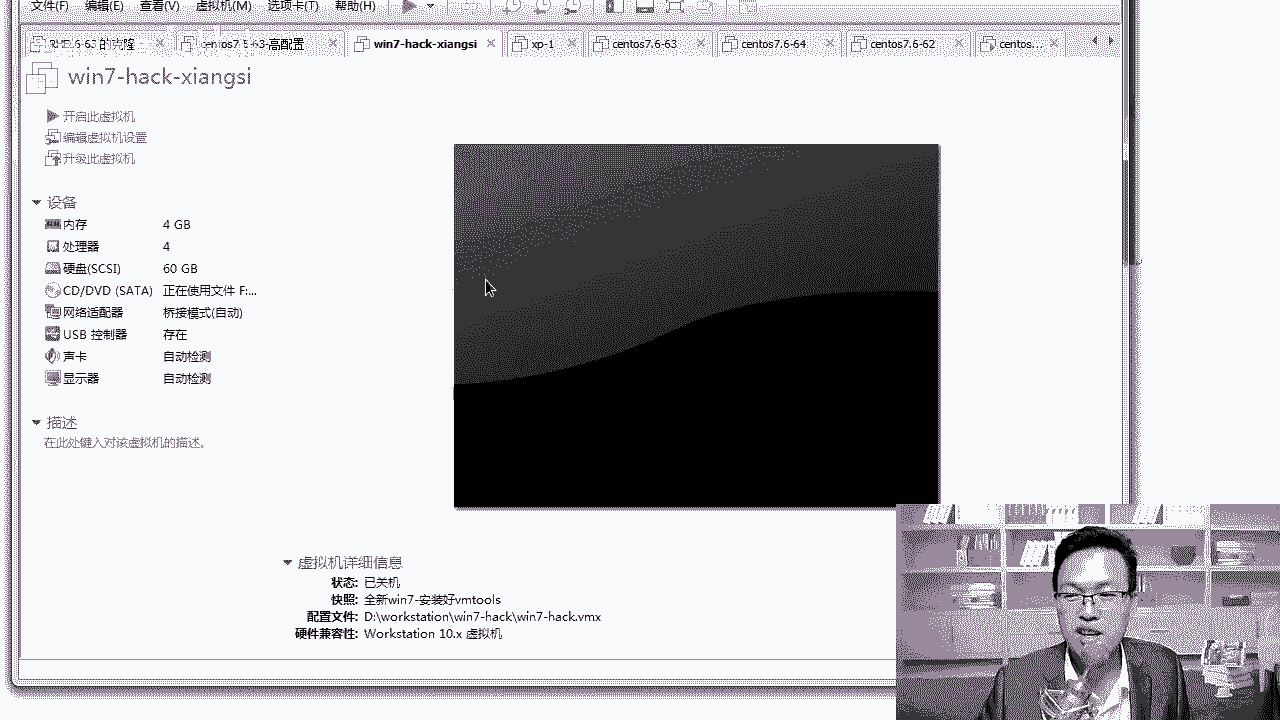 文件(F) 编辑(E) 查看(V) 虚拟机(M) 选项卡(T) 帮助(H)
的克隆 高配置 win7-hack-xiangsi xp-1 centos7.6-63 centos7.6-64 centos7.6-62 centos...
win7-hack-xiangsi
开启此虚拟机
编辑虚拟机设置
升级此虚拟机
设备
内存 4 GB
处理器 4
硬盘(SCSI) 60 GB
CD/DVD (SATA) 正在使用文件 F:...
网络适配器 桥接模式(自动)
USB 控制器 存在
声卡 自动检测
显示器 自动检测
描述
在此处键入对该虚拟机的描述。
虚拟机详细信息
状态: 已关机
快照: 全新win7-安装好vmtools
配置文件: D:\workstation\win7-hack\win7-hack.vmx
硬件兼容性: Workstation 10.x 虚拟机